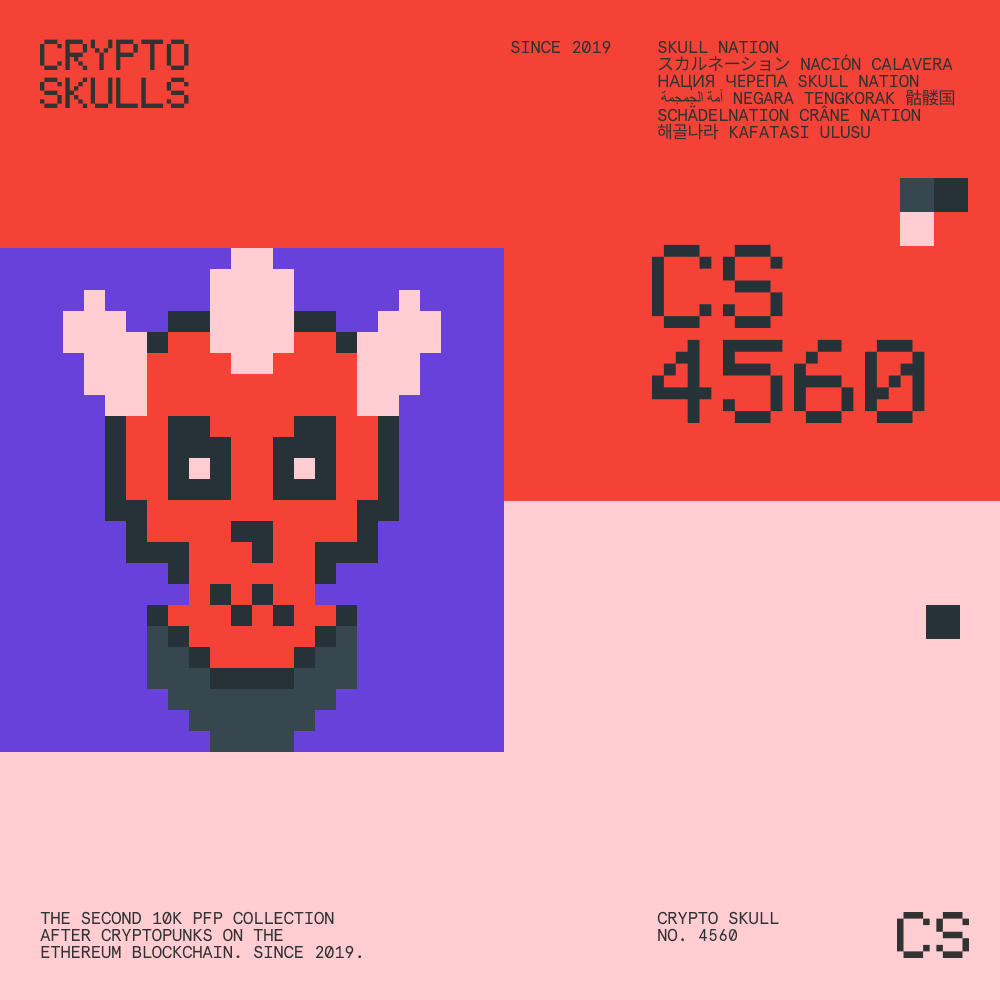 CRYPTO
SKULLS
SINCE 2019
SKULL NATION
スカルネーション NACIÓN CALAVERA
НАЦИЯ ЧЕРЕПА SKULL NATION
أمة الجمجمة NEGARA TENGKORAK 骷髅国
SCHÄDELNATION CRÂNE NATION
해골나라 KAFATASI ULUSU
CS
4560
THE SECOND 10K PFP COLLECTION
AFTER CRYPTOPUNKS ON THE
ETHEREUM BLOCKCHAIN. SINCE 2019.
CRYPTO SKULL
NO. 4560
CS